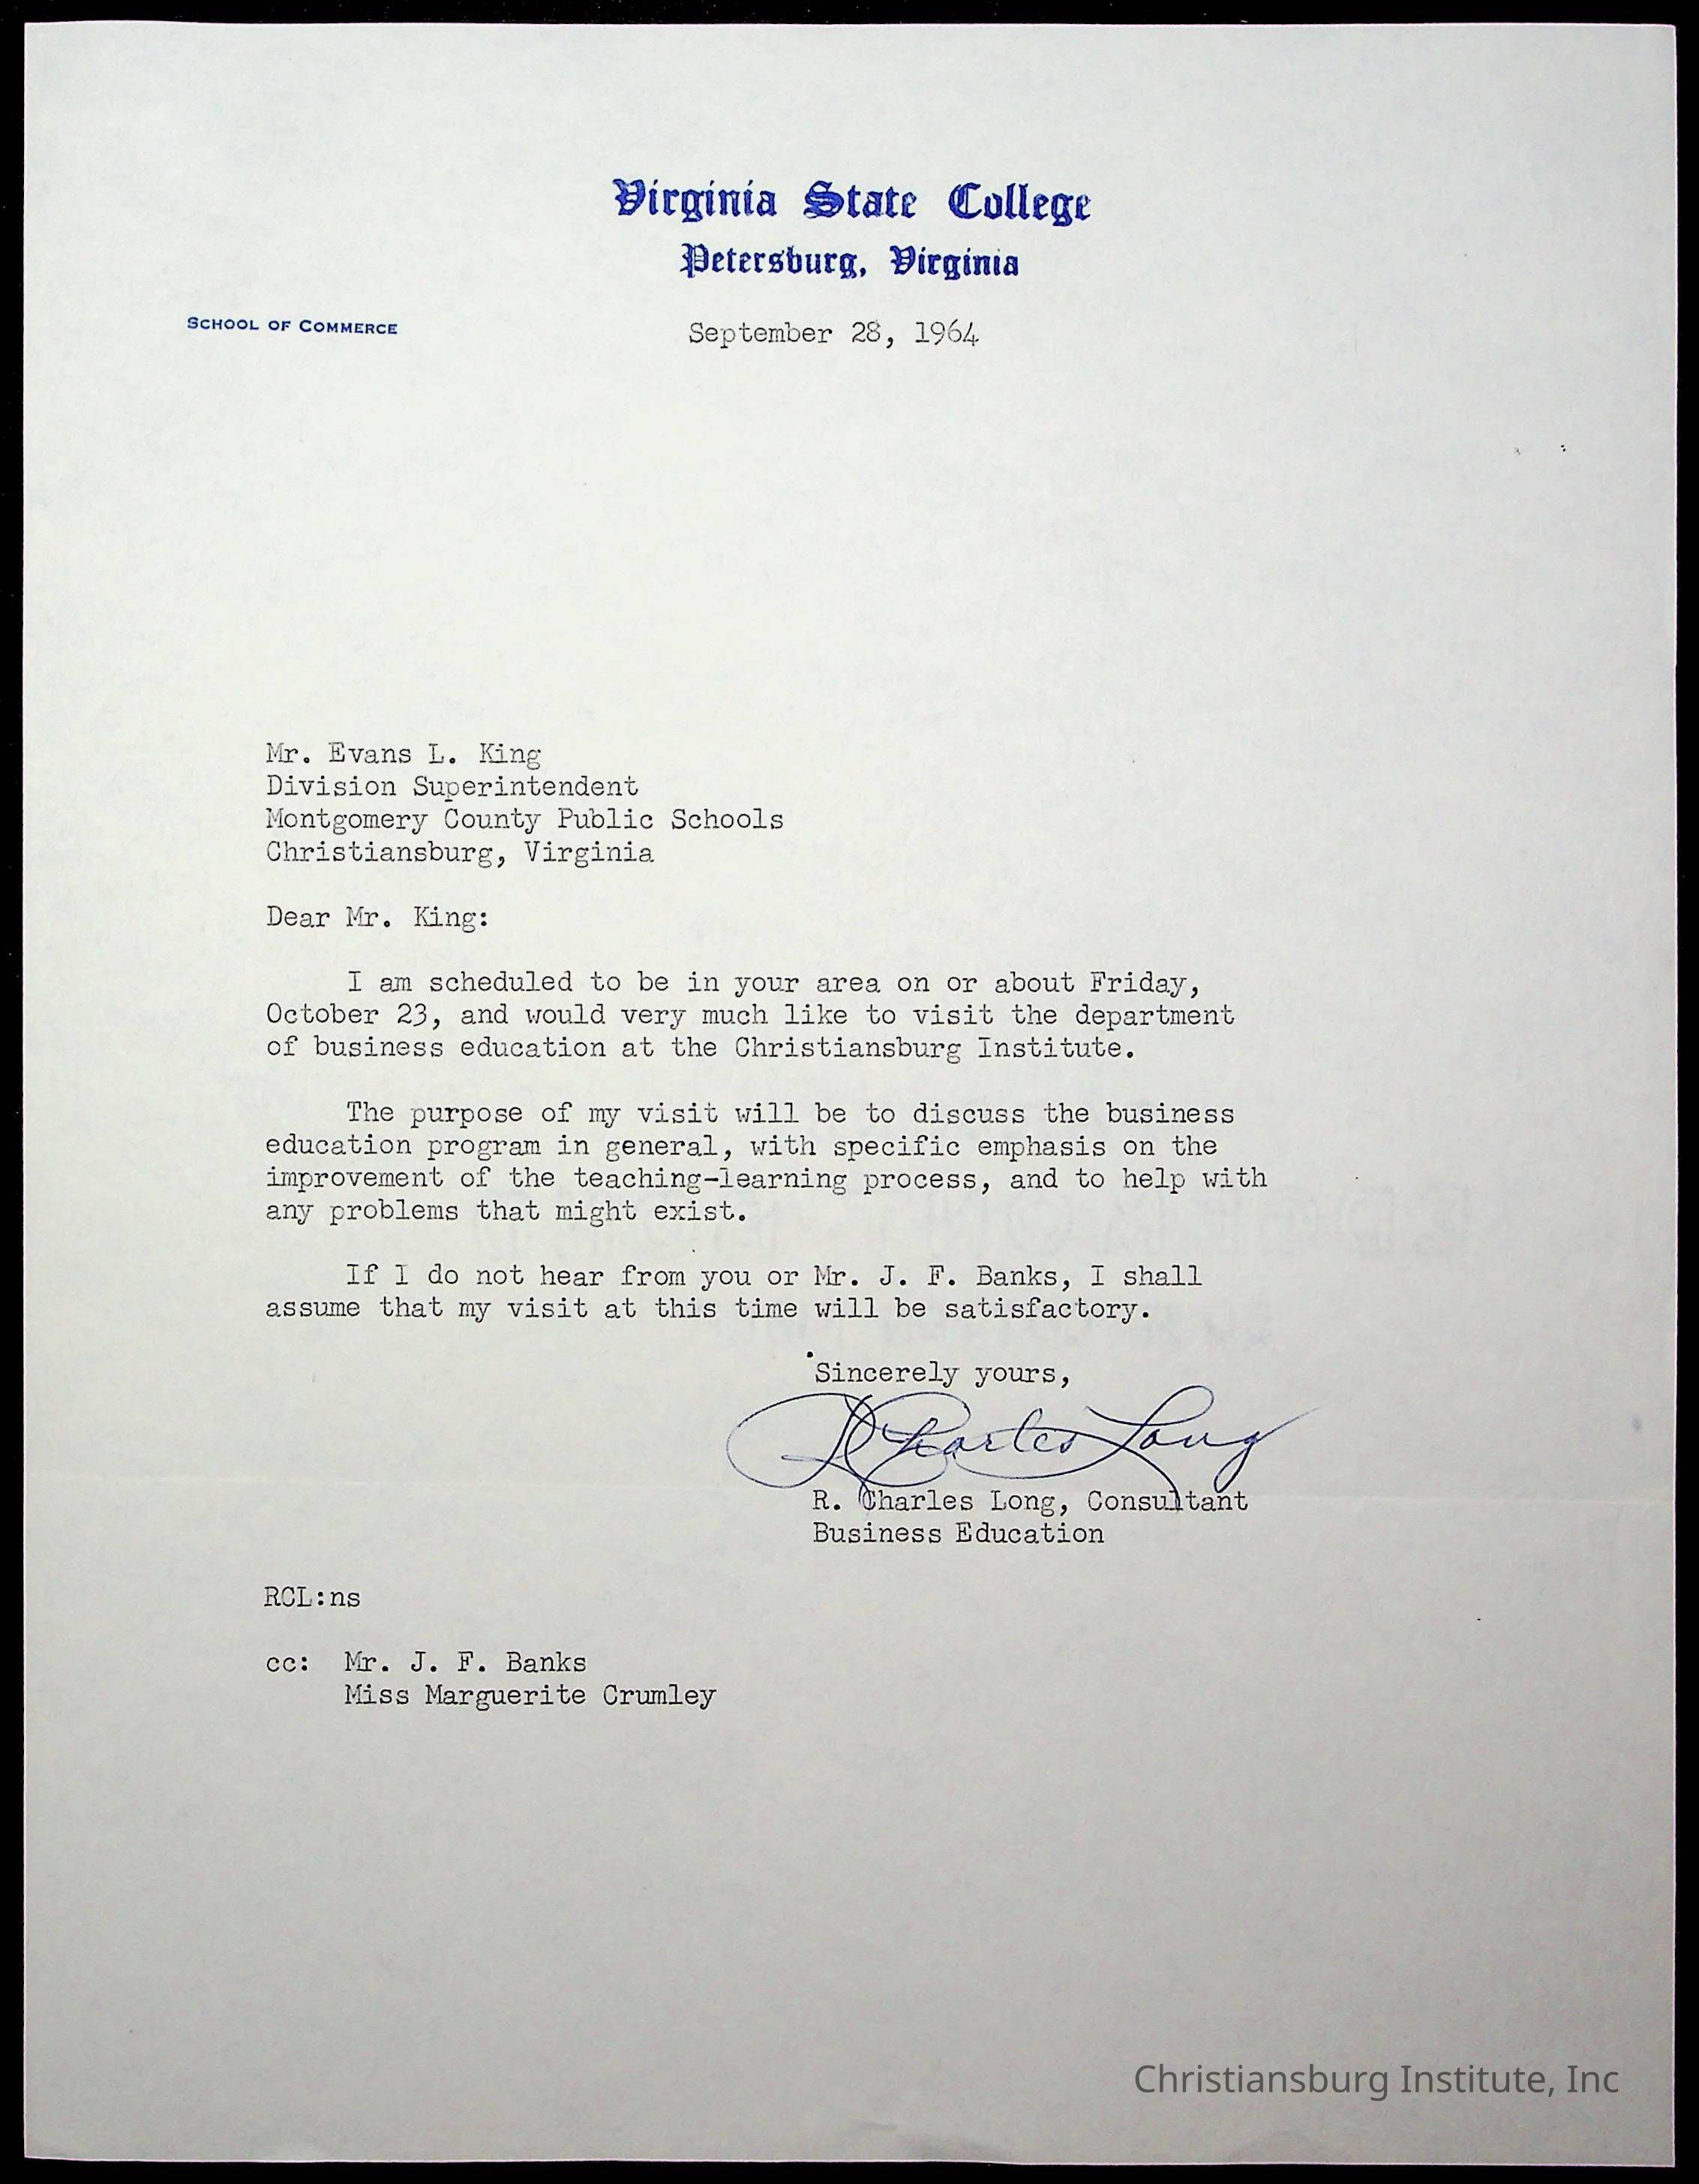 Virginia State College
Petersburg, Virginia
SCHOOL OF COMMERCE
September 28, 1964
Mr. Evans L. King
Division Superintendent
Montgomery County Public Schools
Christiansburg, Virginia
Dear Mr. King:
I am scheduled to be in your area on or about Friday,
October 23, and would very much like to visit the department
of business education at the Christiansburg Institute.
The purpose of my visit will be to discuss the business
education program in general, with specific emphasis on the
improvement of the teaching-learning process, and to help with
any problems that might exist.
If I do not hear from you or Mr. J. F. Banks, I shall
assume that my visit at this time will be satisfactory.
Sincerely yours,
R Charles Long
R. Charles Long, Consultant
Business Education
RCL:ns
cc: Mr. J. F. Banks
Miss Marguerite Crumley
Christiansburg Institute, Inc